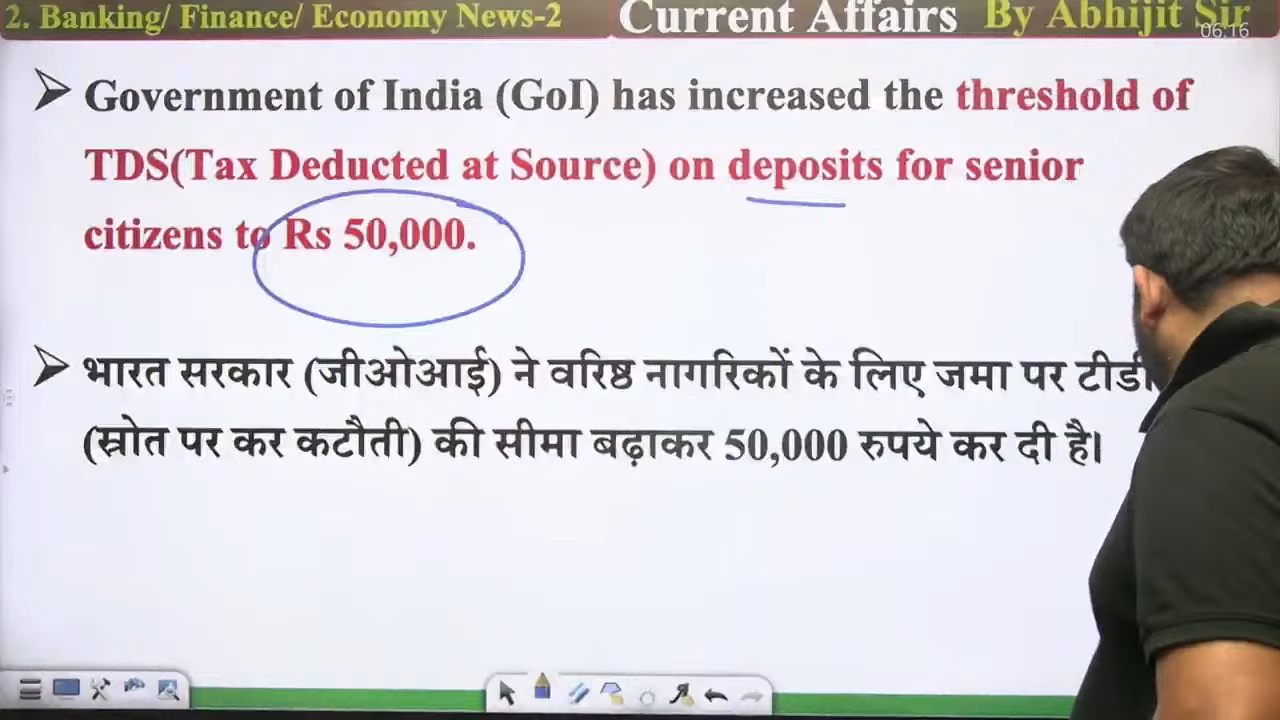 2. Banking/ Finance/ Economy News-2 Current Affairs By Abhijit Sir
06:16
Government of India (GoI) has increased the threshold of
TDS(Tax Deducted at Source) on deposits for senior
citizens to Rs 50,000.
भारत सरकार (जीओआई) ने वरिष्ठ नागरिकों के लिए जमा पर
(स्रोत पर कर कटौती) की सीमा बढ़ाकर 50,000 रुपये कर दी है।